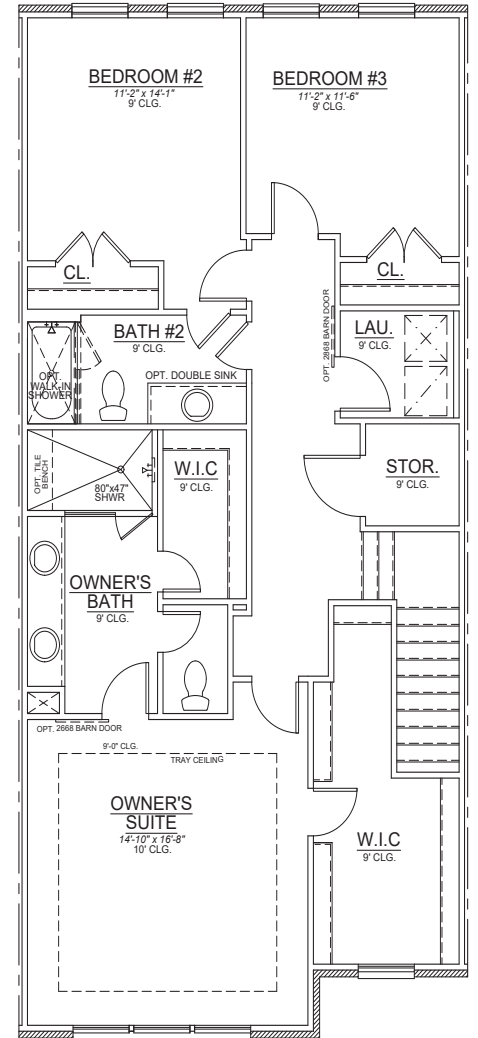 BEDROOM #2
11'-2" x 14'-1"
9' CLG.
BEDROOM #3
11'-2" x 11'-6"
9' CLG.
CL.
CL.
BATH #2
9' CLG.
OPT.
WALK-IN
SHOWER
OPT. DOUBLE SINK
OPT. 2868 BARN DOOR
LAU.
9' CLG.
OPT. TILE
BENCH
80"x47"
SHWR
W.I.C
9' CLG.
STOR.
9' CLG.
OWNER'S
BATH
9' CLG.
OPT. 2668 BARN DOOR
9'-0" CLG.
TRAY CEILING
OWNER'S
SUITE
14'-10" x 16'-8"
10' CLG.
W.I.C
9' CLG.